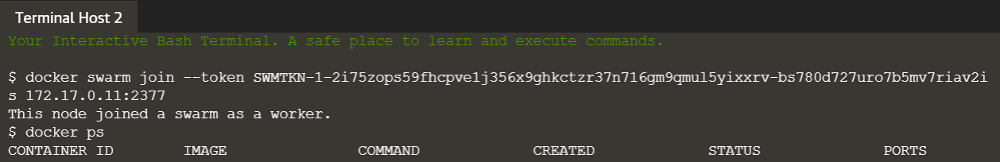 Terminal Host 2
Your Interactive Bash Terminal. A safe place to learn and execute commands.
$ docker swarm join --token SWMTKN-1-2i75zops59fhcpve1j356x9ghkctzr37n716gm9qmul5yixxrv-bs780d727uro7b5mv7riav2i
s 172.17.0.11:2377
This node joined a swarm as a worker.
$ docker ps
CONTAINER ID        IMAGE               COMMAND             CREATED             STATUS              PORTS